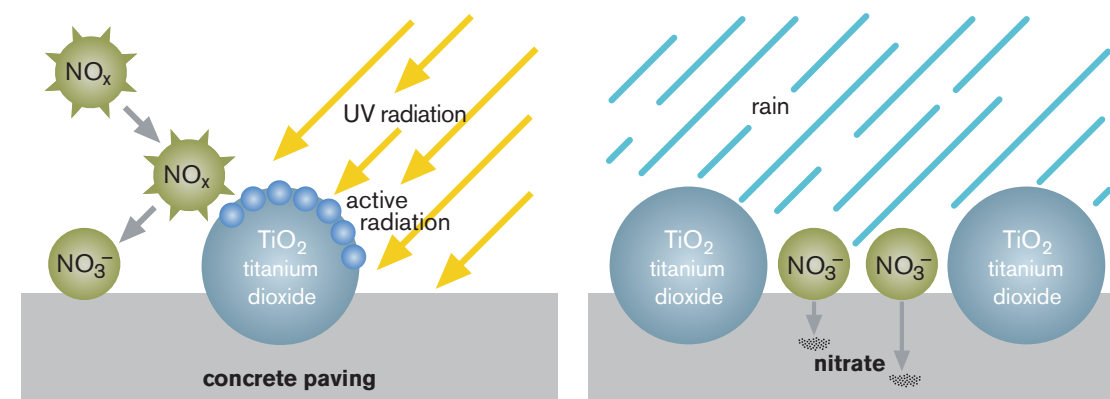 NOₓ
UV radiation
NOₓ
active
radiation
TiO₂
titanium
dioxide
NO₃⁻
concrete paving
rain
TiO₂
titanium
dioxide
NO₃⁻
NO₃⁻
TiO₂
titanium
dioxide
nitrate